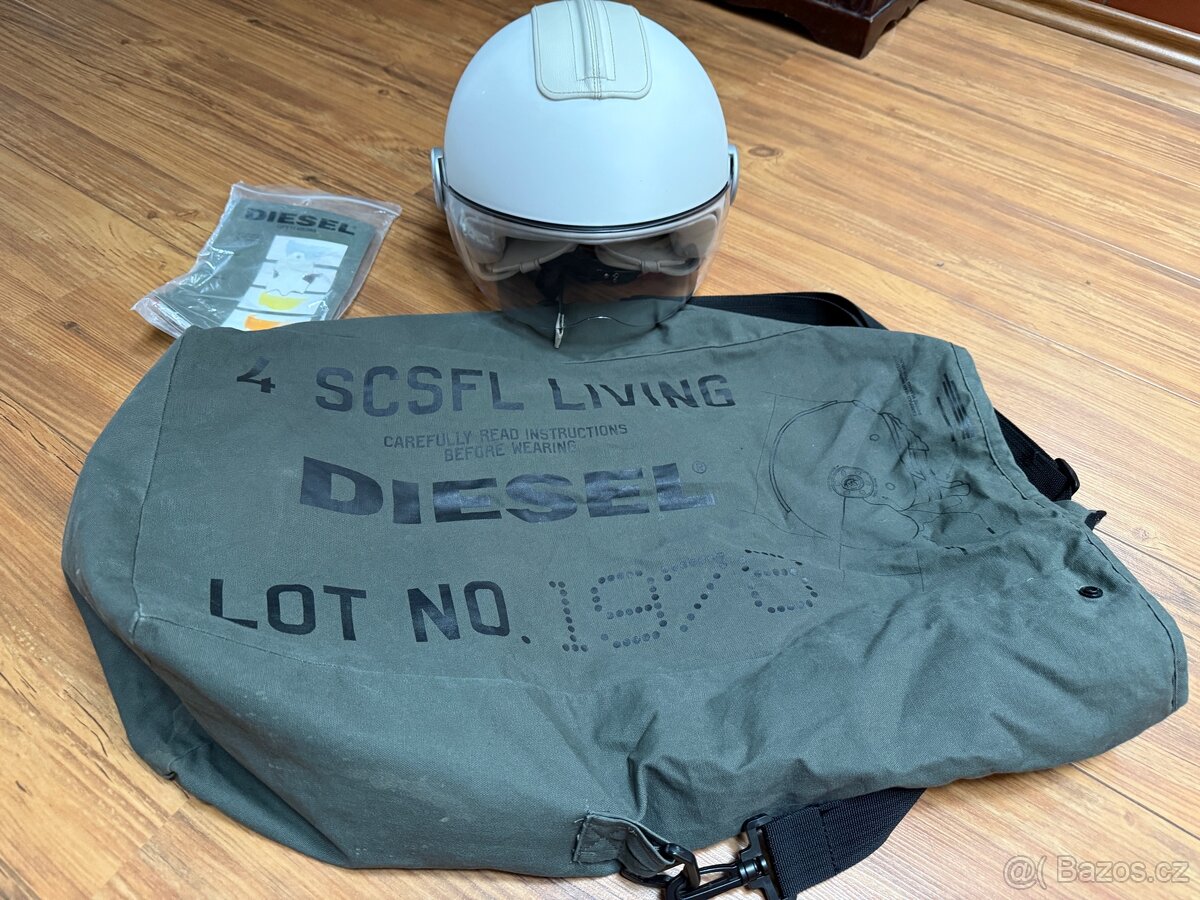 DIESEL
4 SCSFL LIVING
CAREFULLY READ INSTRUCTIONS
BEFORE WEARING
DIESEL®
LOT NO. 1978
@( Bazos.cz